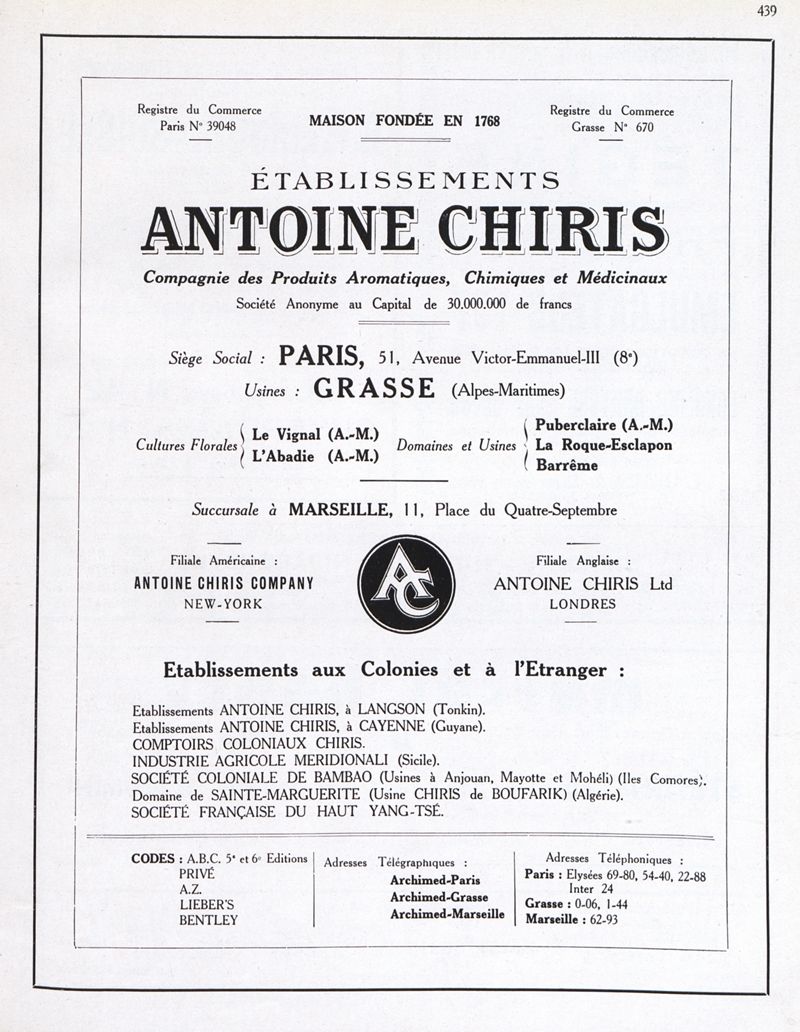 439
Registre du Commerce
Paris N° 39048
MAISON FONDÉE EN 1768
Registre du Commerce
Grasse N° 670
ÉTABLISSEMENTS
ANTOINE CHIRIS
Compagnie des Produits Aromatiques, Chimiques et Médicinaux
Société Anonyme au Capital de 30.000.000 de francs
Siège Social : PARIS, 51, Avenue Victor-Emmanuel-III (8e)
Usines : GRASSE (Alpes-Maritimes)
Cultures Florales
Le Vignal (A.-M.)
L'Abadie (A.-M.)
Domaines et Usines
Puberclaire (A.-M.)
La Roque-Esclapon
Barrême
Succursale à MARSEILLE, 11, Place du Quatre-Septembre
Filiale Américaine :
ANTOINE CHIRIS COMPANY
NEW-YORK
AC
Filiale Anglaise :
ANTOINE CHIRIS Ltd
LONDRES
Etablissements aux Colonies et à l'Etranger :
Etablissements ANTOINE CHIRIS, à LANGSON (Tonkin).
Etablissements ANTOINE CHIRIS, à CAYENNE (Guyane).
COMPTOIRS COLONIAUX CHIRIS.
INDUSTRIE AGRICOLE MERIDIONALI (Sicile).
SOCIÉTÉ COLONIALE DE BAMBAO (Usines à Anjouan, Mayotte et Mohéli) (Iles Comores).
Domaine de SAINTE-MARGUERITE (Usine CHIRIS de BOUFARIK) (Algérie).
SOCIÉTÉ FRANÇAISE DU HAUT YANG-TSÉ.
CODES : A.B.C. 5e et 6e Editions
PRIVÉ
A.Z.
LIEBER'S
BENTLEY
Adresses Télégraphiques :
Archimed-Paris
Archimed-Grasse
Archimed-Marseille
Adresses Téléphoniques :
Paris : Elysées 69-80, 54-40, 22-88
Inter 24
Grasse : 0-06, 1-44
Marseille : 62-93